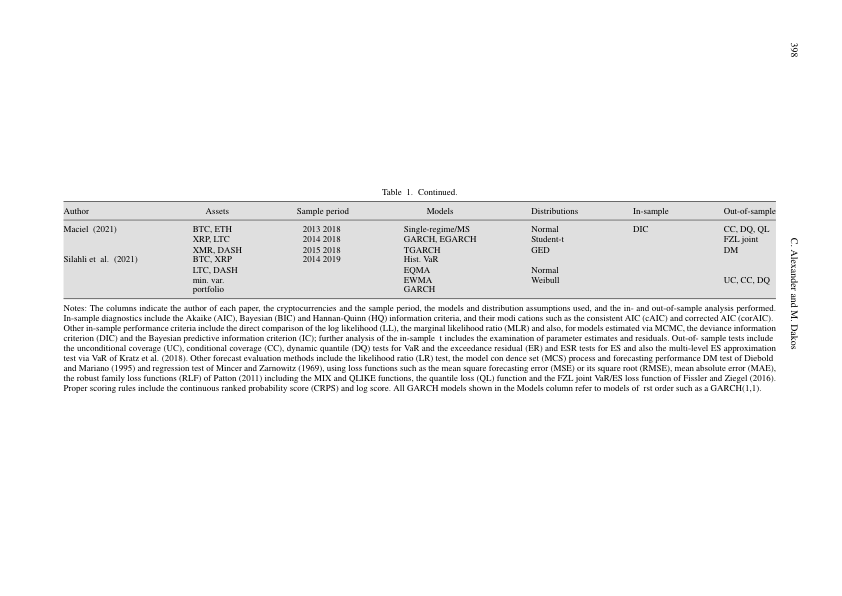 398
Table 1. Continued.
Author Assets Sample period Models Distributions In-sample Out-of-sample
Maciel (2021) BTC, ETH 2013 2018 Single-regime/MS Normal DIC CC, DQ, QL
XRP, LTC 2014 2018 GARCH, EGARCH Student-t FZL joint
XMR, DASH 2015 2018 TGARCH GED DM
Silahli et al. (2021) BTC, XRP 2014 2019 Hist. VaR
LTC, DASH EQMA Normal
min. var. EWMA Weibull UC, CC, DQ
portfolio GARCH
Notes: The columns indicate the author of each paper, the cryptocurrencies and the sample period, the models and distribution assumptions used, and the in- and out-of-sample analysis performed.
In-sample diagnostics include the Akaike (AIC), Bayesian (BIC) and Hannan-Quinn (HQ) information criteria, and their modi cations such as the consistent AIC (cAIC) and corrected AIC (corAIC).
Other in-sample performance criteria include the direct comparison of the log likelihood (LL), the marginal likelihood ratio (MLR) and also, for models estimated via MCMC, the deviance information
criterion (DIC) and the Bayesian predictive information criterion (IC); further analysis of the in-sample t includes the examination of parameter estimates and residuals. Out-of- sample tests include
the unconditional coverage (UC), conditional coverage (CC), dynamic quantile (DQ) tests for VaR and the exceedance residual (ER) and ESR tests for ES and also the multi-level ES approximation
test via VaR of Kratz et al. (2018). Other forecast evaluation methods include the likelihood ratio (LR) test, the model con dence set (MCS) process and forecasting performance DM test of Diebold
and Mariano (1995) and regression test of Mincer and Zarnowitz (1969), using loss functions such as the mean square forecasting error (MSE) or its square root (RMSE), mean absolute error (MAE),
the robust family loss functions (RLF) of Patton (2011) including the MIX and QLIKE functions, the quantile loss (QL) function and the FZL joint VaR/ES loss function of Fissler and Ziegel (2016).
Proper scoring rules include the continuous ranked probability score (CRPS) and log score. All GARCH models shown in the Models column refer to models of rst order such as a GARCH(1,1).
C. Alexander and M. Dakos